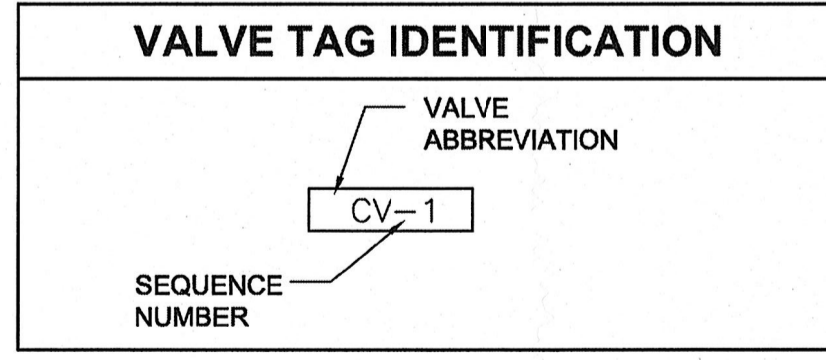 VALVE TAG IDENTIFICATION
VALVE
ABBREVIATION
CV-1
SEQUENCE
NUMBER